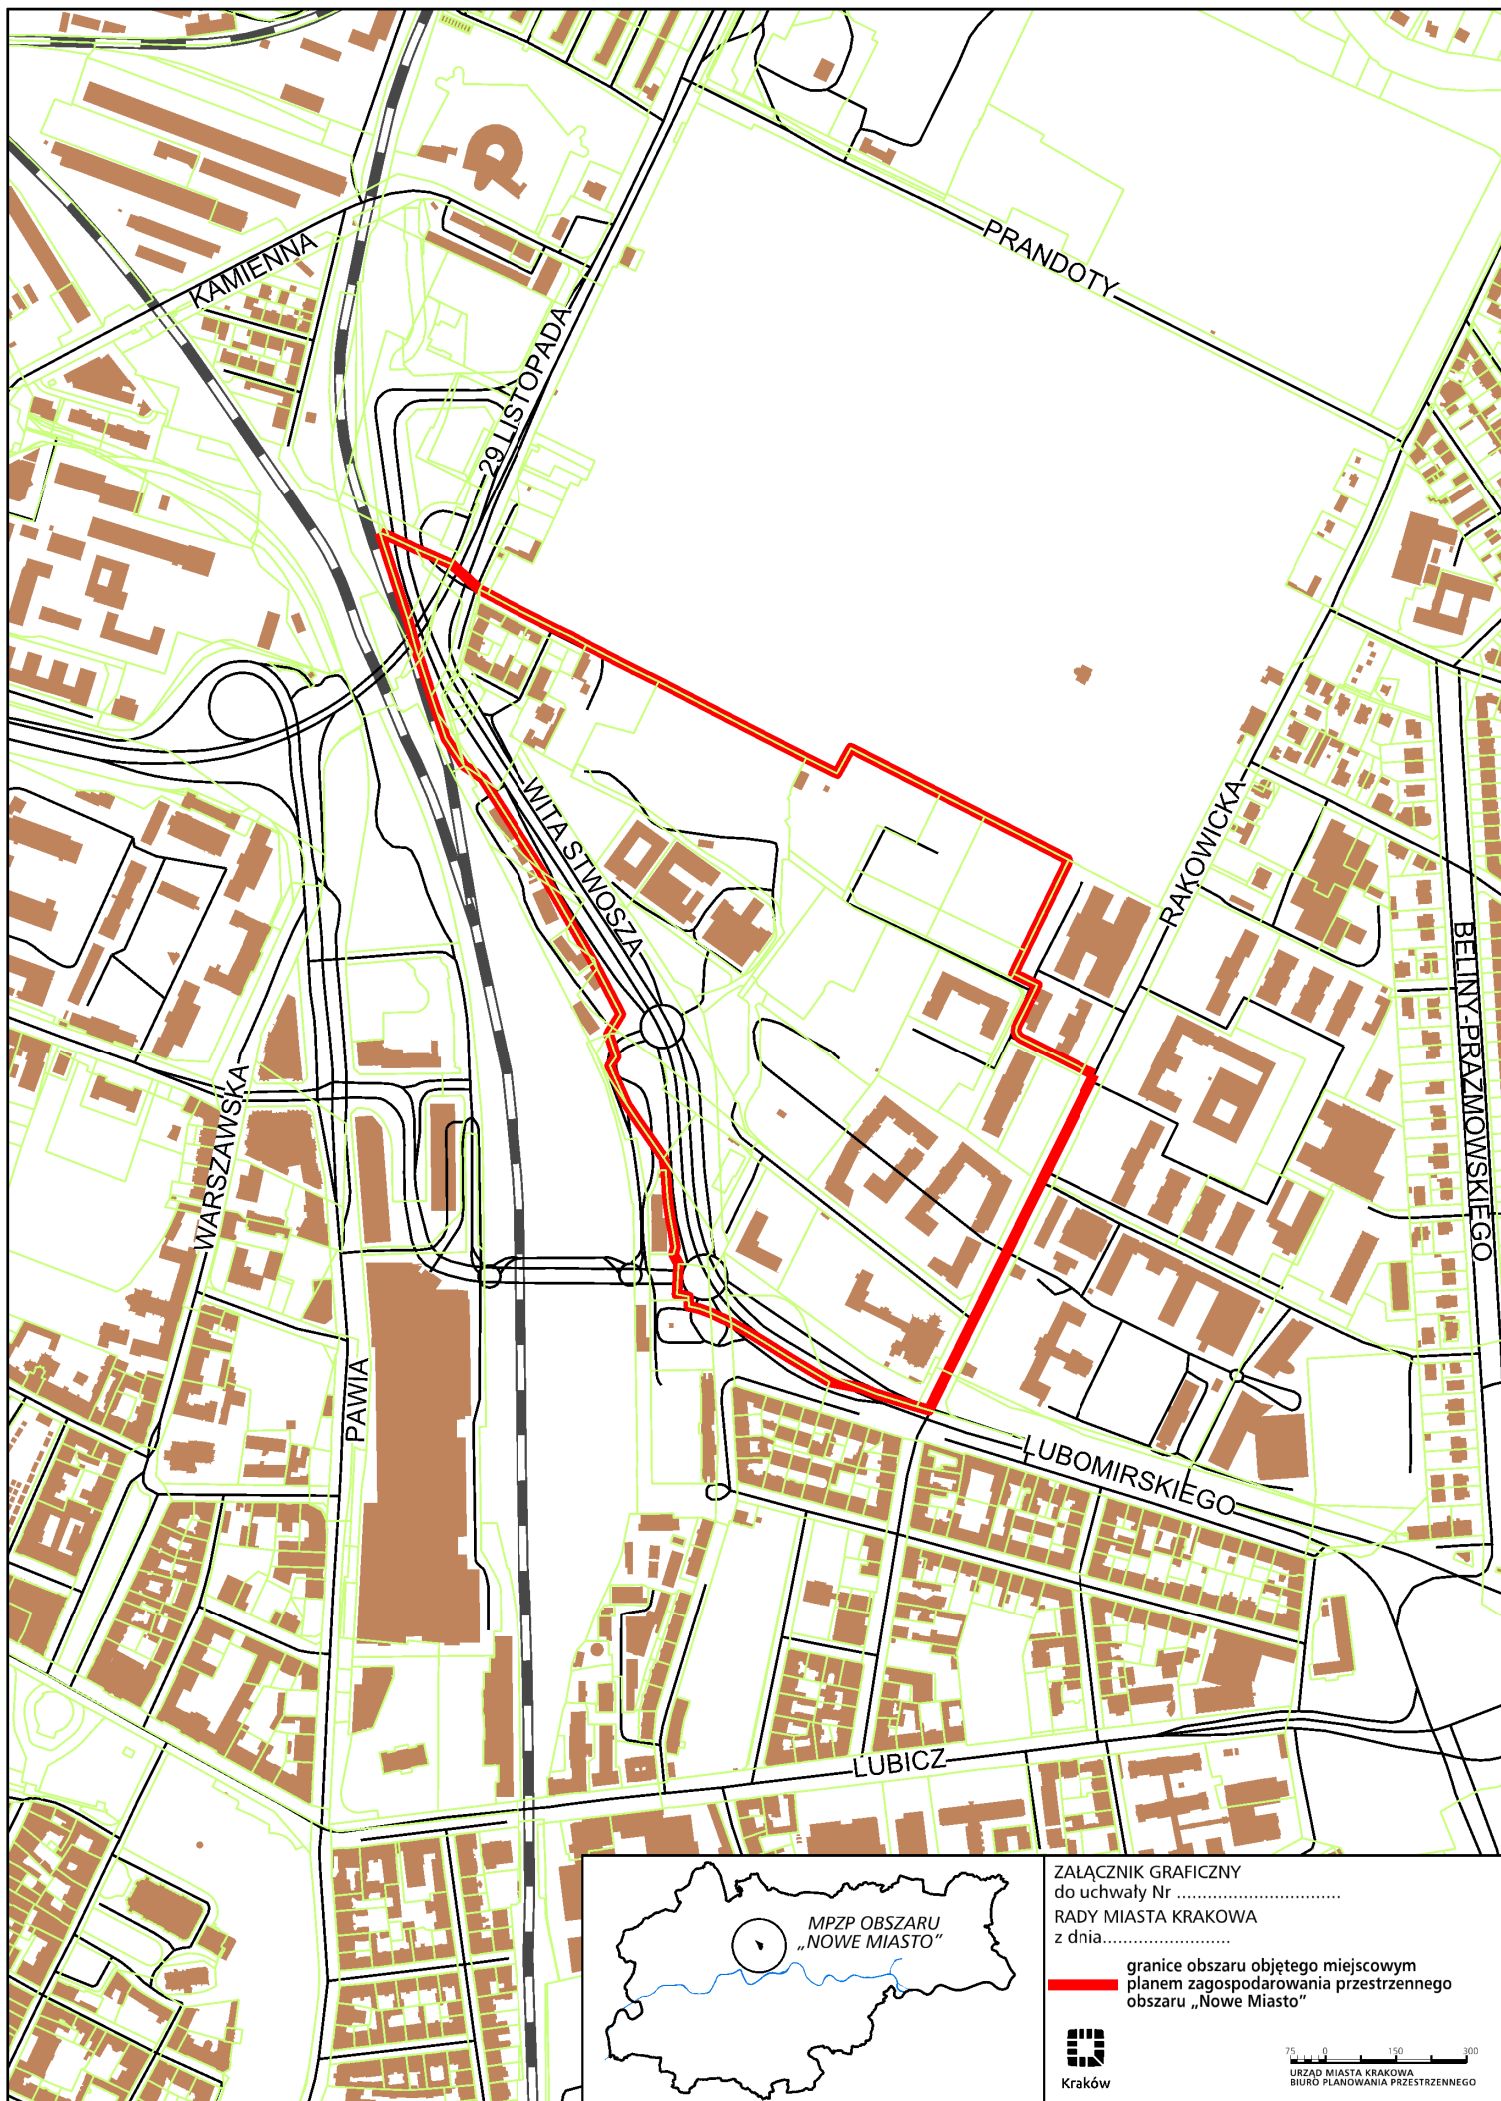 PRANDOTY
KAMIENNA
29 LISTOPADA
RAKOWICKA
WITA STWOSZA
BELINY-PRAŻMOWSKIEGO
WARSZAWSKA
PAWIA
LUBOMIRSKIEGO
LUBICZ
MPZP OBSZARU
„NOWE MIASTO”
ZAŁĄCZNIK GRAFICZNY
do uchwały Nr ................................
RADY MIASTA KRAKOWA
z dnia.........................
granice obszaru objętego miejscowym
planem zagospodarowania przestrzennego
obszaru „Nowe Miasto”
Kraków
75 0 150 300
URZĄD MIASTA KRAKOWA
BIURO PLANOWANIA PRZESTRZENNEGO